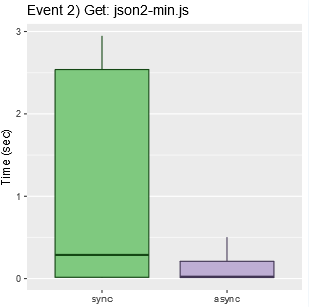 Event 2) Get: json2-min.js
3
2
1
0
Time (sec)
sync
async